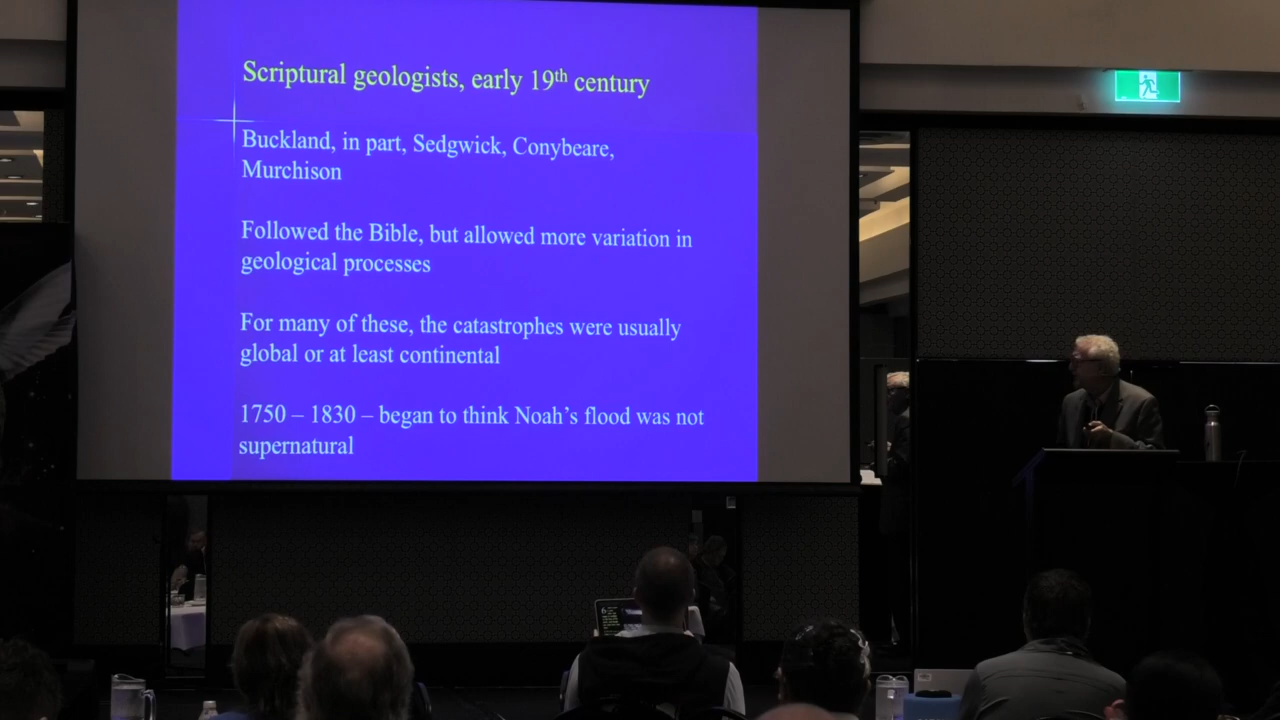 Scriptural geologists, early 19th century
Buckland, in part, Sedgwick, Conybeare,
Murchison
Followed the Bible, but allowed more variation in
geological processes
For many of these, the catastrophes were usually
global or at least continental
1750 – 1830 – began to think Noah's flood was not
supernatural